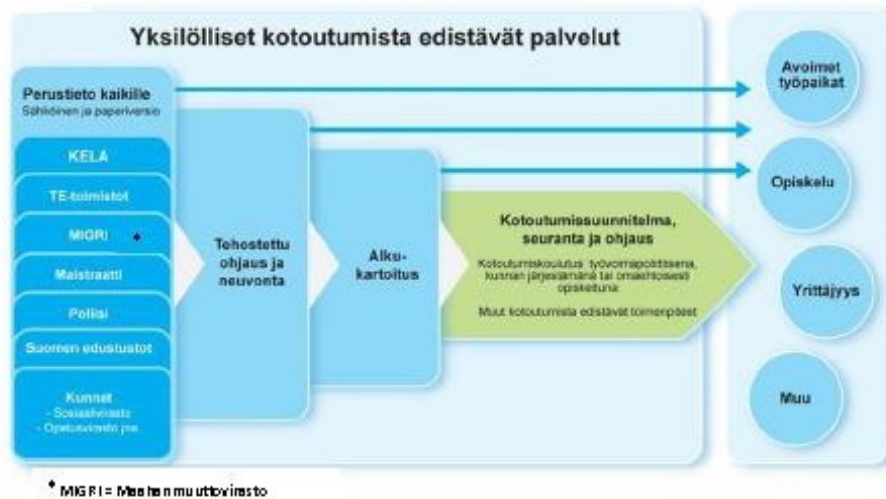 Yksilölliset kotoutumista edistävät palvelut
Perustieto kaikille
Sähköinen ja paperiversio
KELA
TE-toimistot
MIGRI *
Maistraatti
Poliisi
Suomen edustustot
Kunnat
- Sosiaalivirasto
- Opetusvirasto jne
Tehostettu
ohjaus ja
neuvonta
Alku-
kartoitus
Kotoutumissuunnitelma,
seuranta ja ohjaus
Kotoutumiskoulutus työvoimapoliittisena,
kunnan järjestämänä tai omaehtoisesti
opiskeltuna
Muut kotoutumista edistävät toimenpiteet
Avoimet
työpaikat
Opiskelu
Yrittäjyys
Muu
* MIGRI = Maahanmuuttovirasto